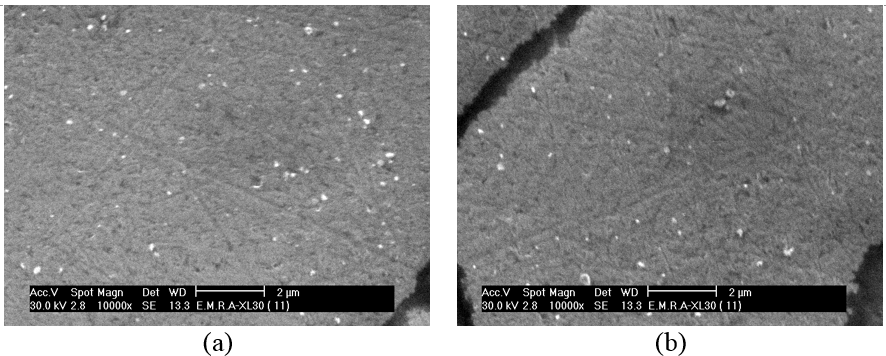 Acc.V Spot Magn Det WD 2 µm
30.0 kV 2.8 10000x SE 13.3 E.M.R.A-XL30 ( 11)
(a)
Acc.V Spot Magn Det WD 2 µm
30.0 kV 2.8 10000x SE 13.3 E.M.R.A-XL30 ( 11)
(b)